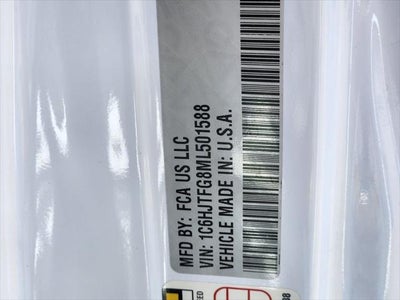 MFD BY: FCA US LLC
VIN: 1C6HJTFG8ML501588
VEHICLE MADE IN: U.S.A.